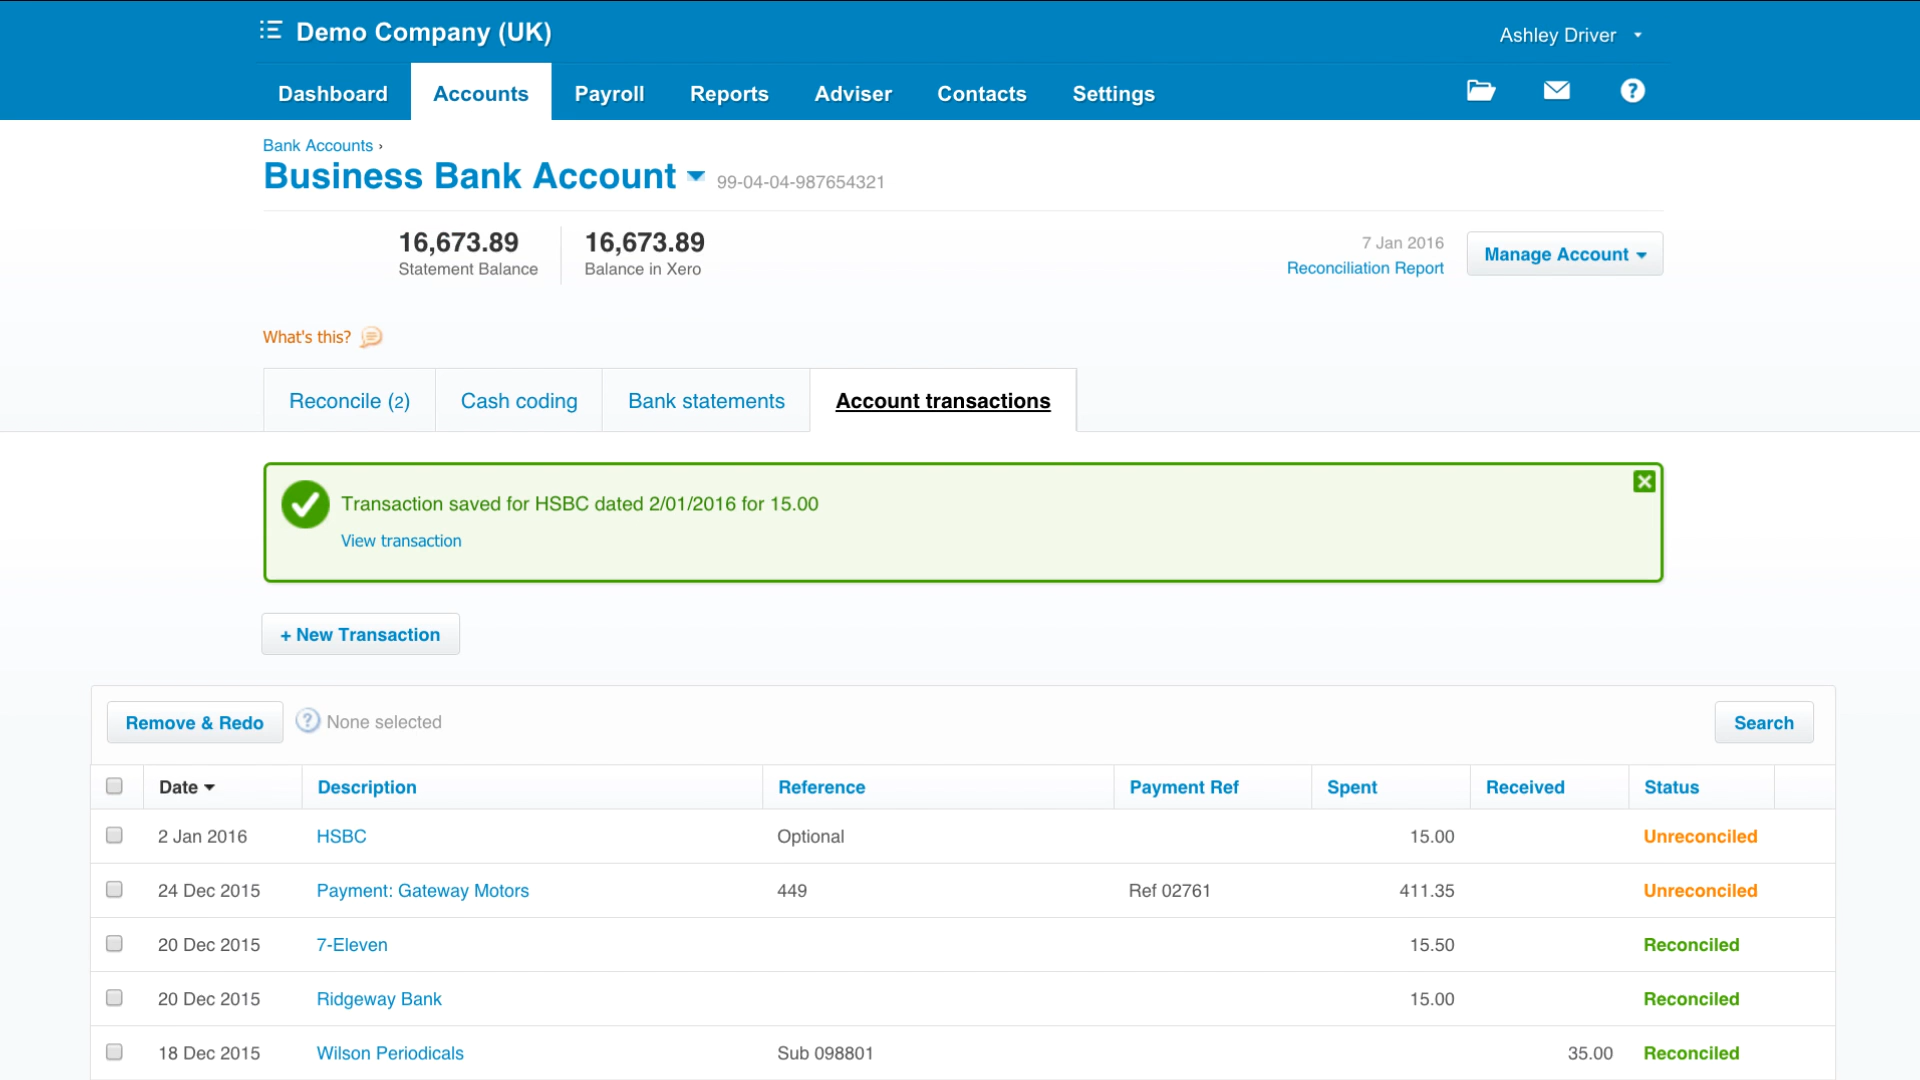 Demo Company (UK)
Ashley Driver
Dashboard Accounts Payroll Reports Adviser Contacts Settings ?
Bank Accounts ›
Business Bank Account 99-04-04-987654321
16,673.89 16,673.89
Statement Balance Balance in Xero
7 Jan 2016
Reconciliation Report
Manage Account
What's this?
Reconcile (2) Cash coding Bank statements Account transactions
Transaction saved for HSBC dated 2/01/2016 for 15.00
View transaction
+ New Transaction
Remove & Redo ? None selected Search
Date Description Reference Payment Ref Spent Received Status
2 Jan 2016 HSBC Optional 15.00 Unreconciled
24 Dec 2015 Payment: Gateway Motors 449 Ref 02761 411.35 Unreconciled
20 Dec 2015 7-Eleven 15.50 Reconciled
20 Dec 2015 Ridgeway Bank 15.00 Reconciled
18 Dec 2015 Wilson Periodicals Sub 098801 35.00 Reconciled